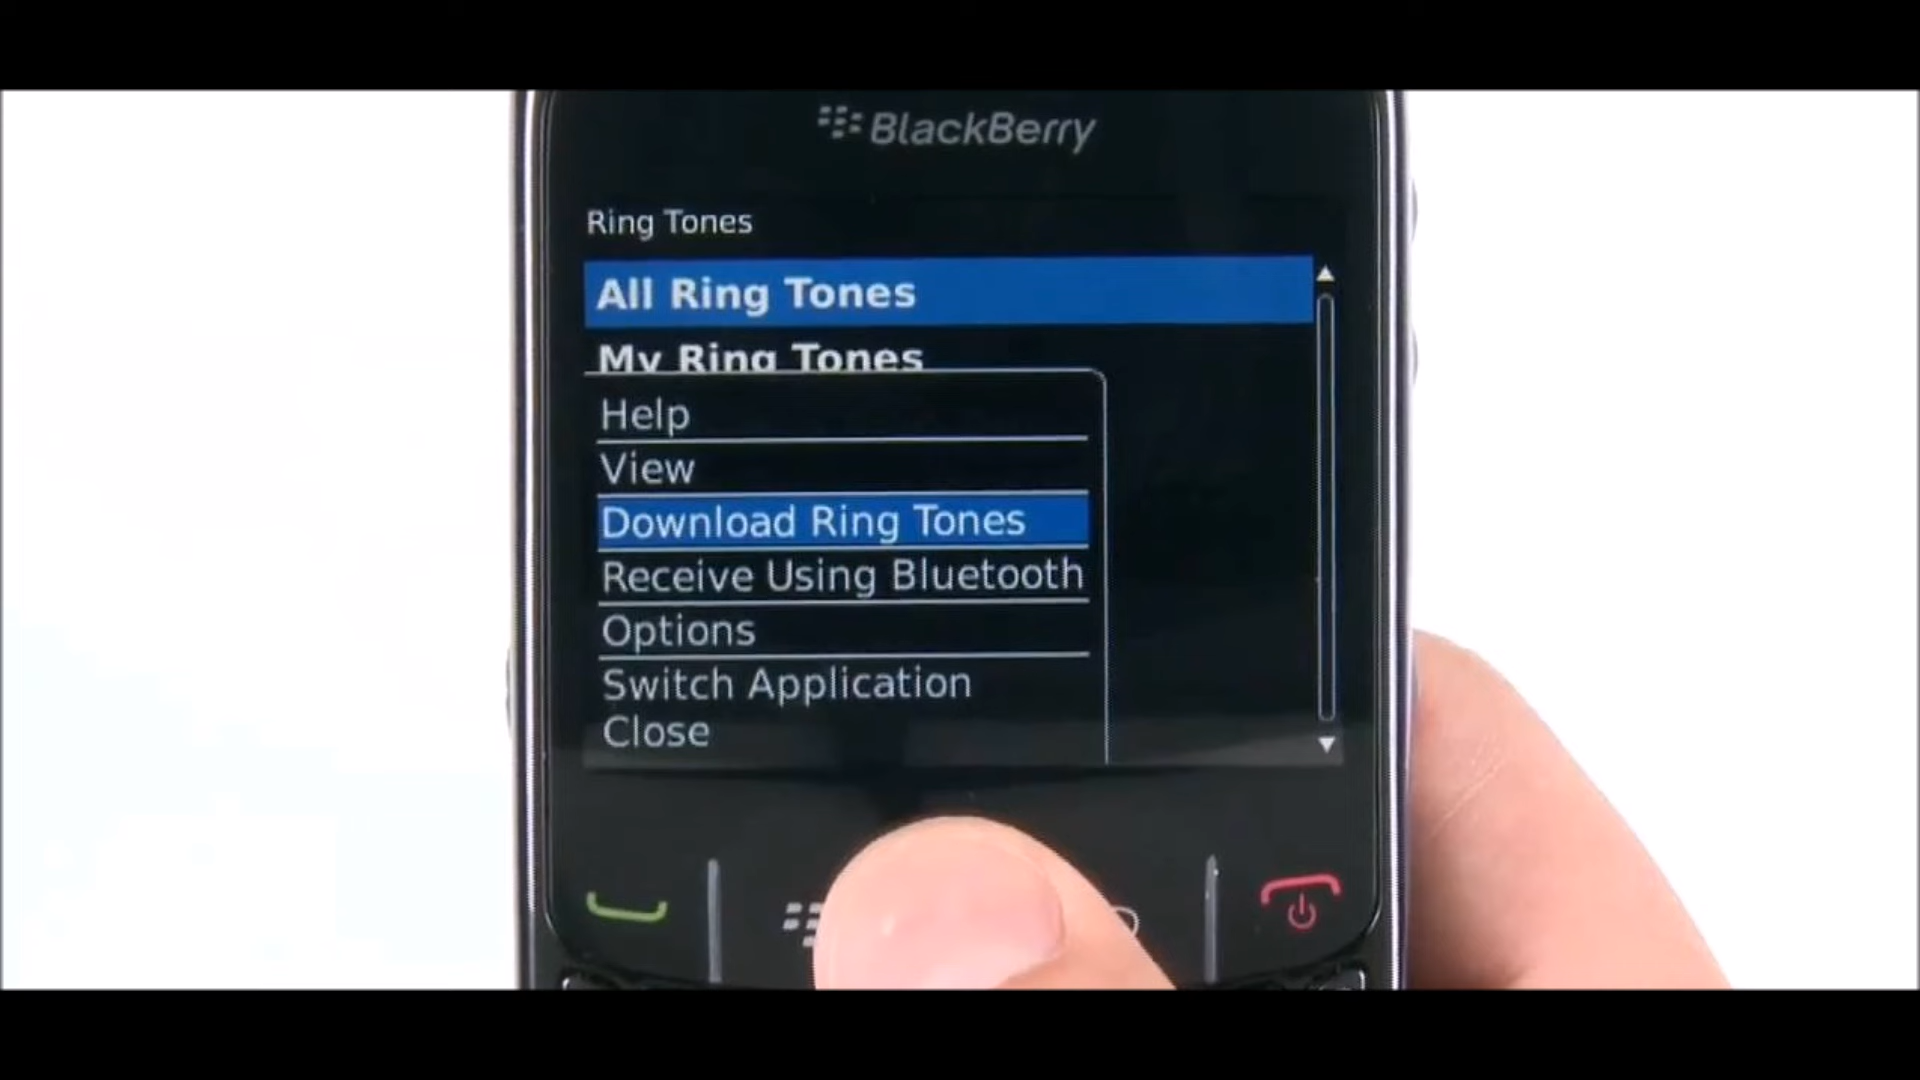 BlackBerry
Ring Tones
All Ring Tones
My Ring Tones
Help
View
Download Ring Tones
Receive Using Bluetooth
Options
Switch Application
Close